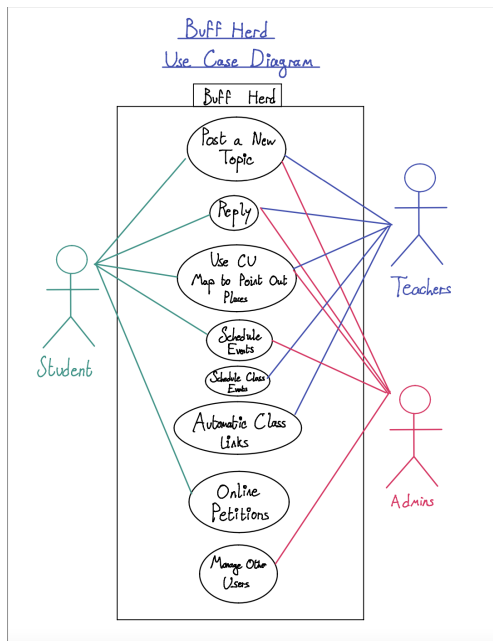 Buff Herd
Use Case Diagram
Buff Herd
Post a New
Topic
Reply
Use CU
Map to Point Out
Places
Schedule
Events
Schedule Class
Events
Automatic Class
Links
Online
Petitions
Manage Other
Users
Student
Teachers
Admins